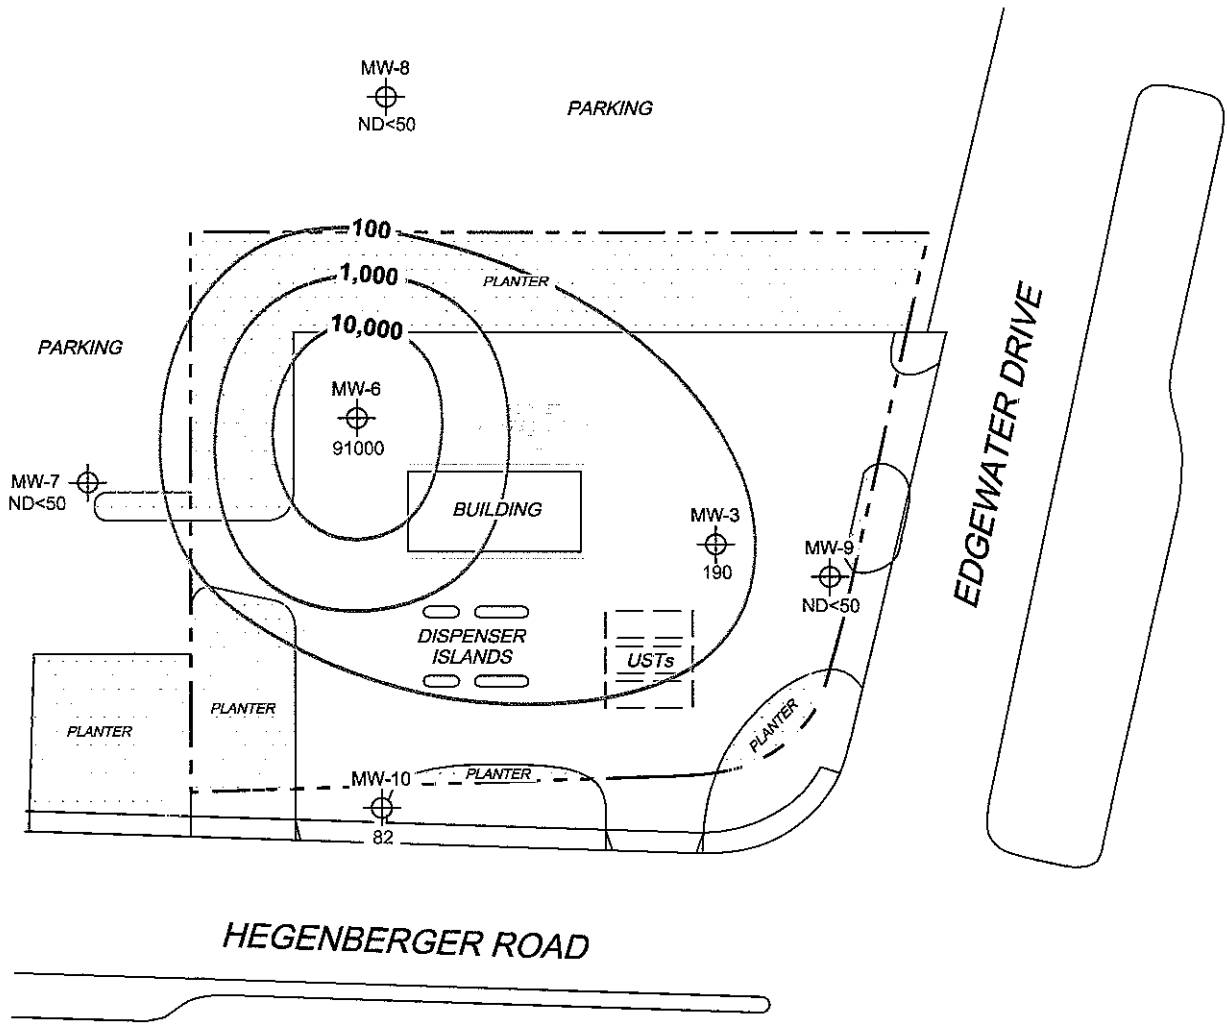 MW-8
ND<50
PARKING
100
1,000
PLANTER
10,000
PARKING
MW-6
91000
MW-7
ND<50
BUILDING
MW-3
190
MW-9
ND<50
EDGEWATER DRIVE
DISPENSER
ISLANDS
USTs
PLANTER
PLANTER
PLANTER
MW-10
PLANTER
82
HEGENBERGER ROAD